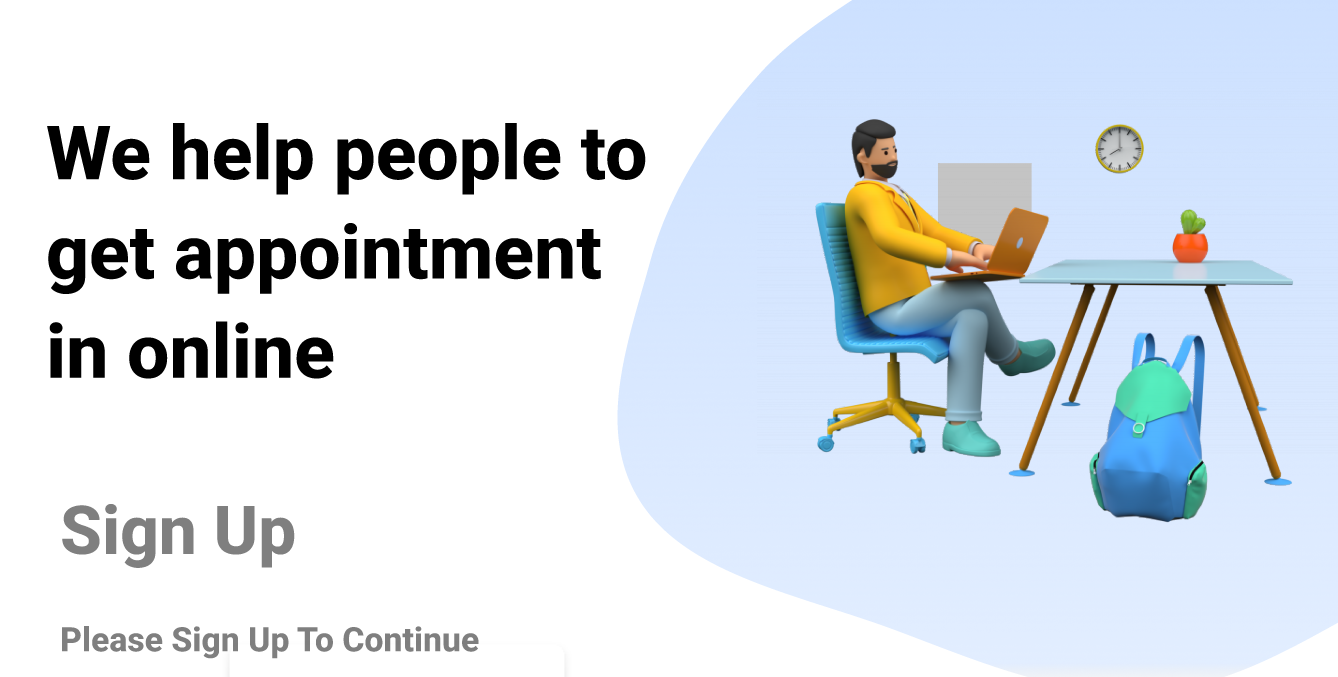 We help people to
get appointment
in online
Sign Up
Please Sign Up To Continue